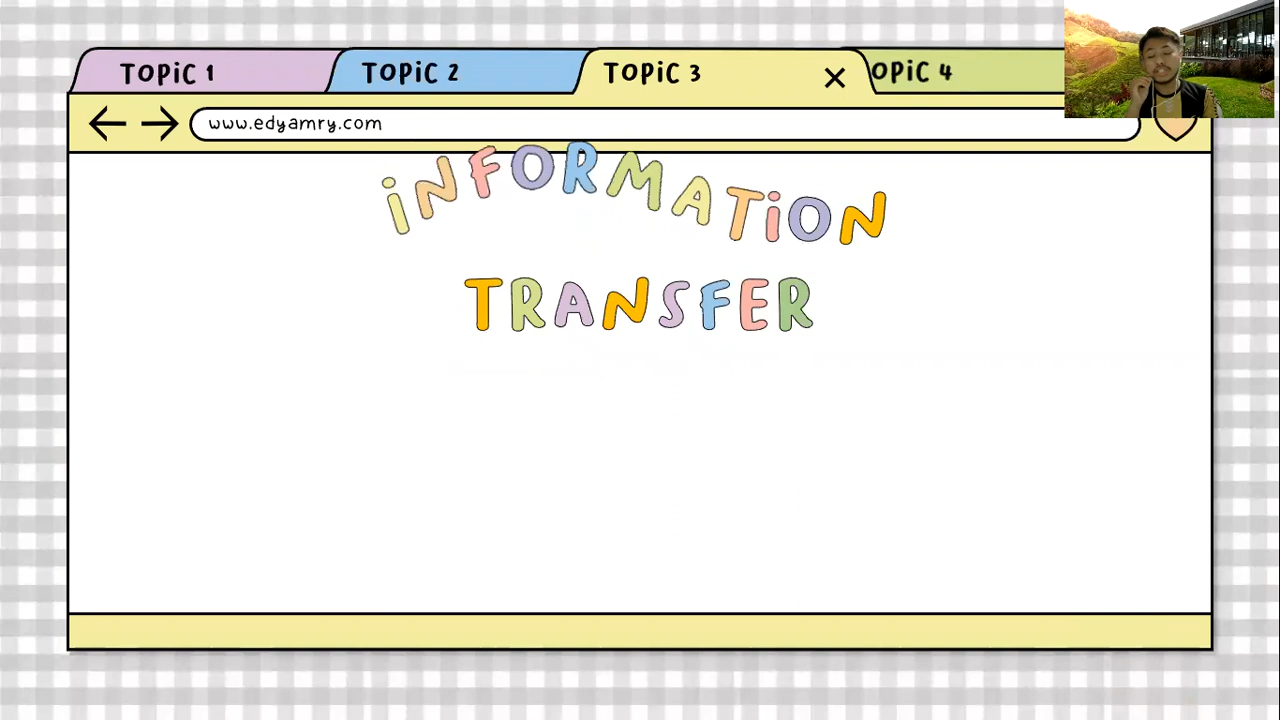 TOPiC 1
TOPiC 2
TOPiC 3
OPiC 4
www.edyamry.com
iNFORMATiON
TRANSFER